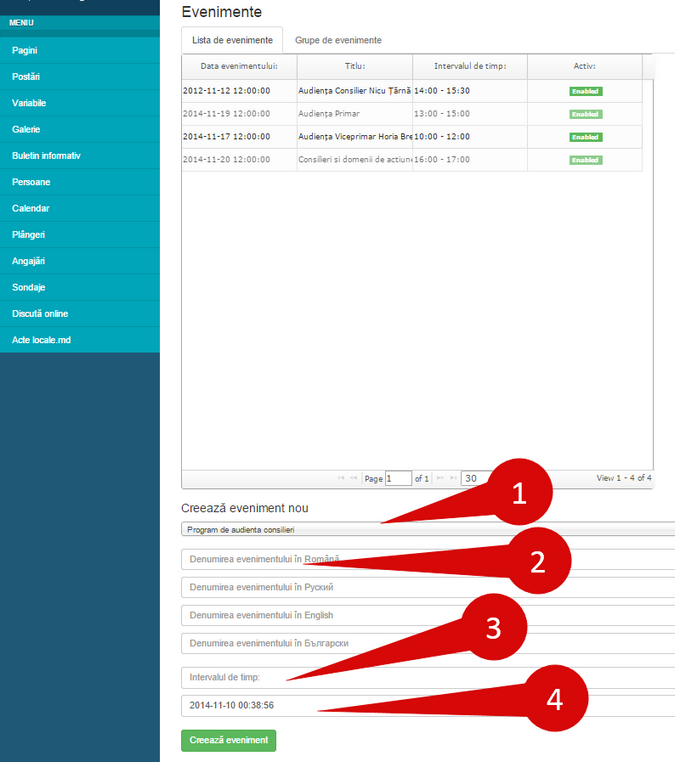 MENIU
Pagini
Postări
Variabile
Galerie
Buletin informativ
Persoane
Calendar
Plângeri
Angajări
Sondaje
Discută online
Acte locale.md
Evenimente
Lista de evenimente Grupe de evenimente
Data evenimentului: Titlu: Intervalul de timp: Activ:
2012-11-12 12:00:00 Audiența Consilier Nicu Țărnă 14:00 - 15:30 Enabled
2014-11-19 12:00:00 Audiența Primar 13:00 - 15:00 Enabled
2014-11-17 12:00:00 Audiența Viceprimar Horia Bre 10:00 - 12:00 Enabled
2014-11-20 12:00:00 Consilieri si domenii de actiun 16:00 - 17:00 Enabled
Page 1 of 1 30 View 1 - 4 of 4
1
Creează eveniment nou
Program de audienta consilieri
2
Denumirea evenimentului în Română
Denumirea evenimentului în Руский
Denumirea evenimentului în English
3
Denumirea evenimentului în Български
Intervalul de timp:
4
2014-11-10 00:38:56
Creează eveniment